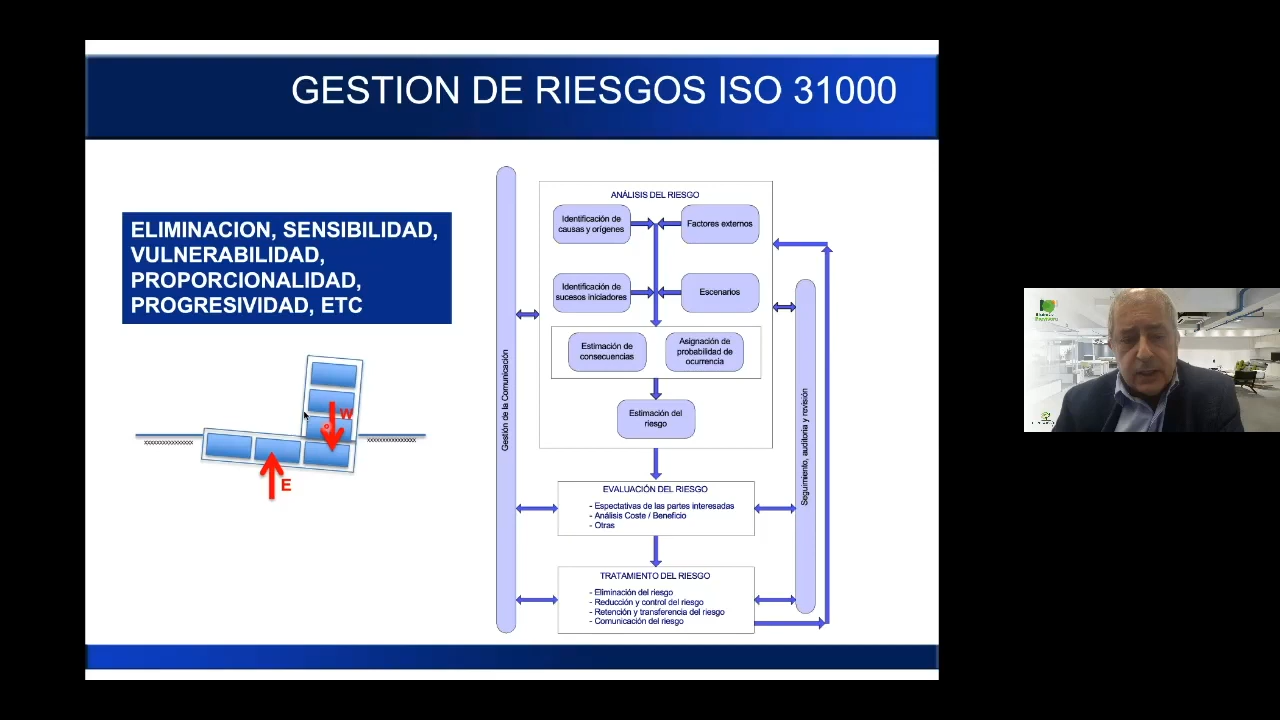 GESTION DE RIESGOS ISO 31000
ELIMINACION, SENSIBILIDAD,
VULNERABILIDAD,
PROPORCIONALIDAD,
PROGRESIVIDAD, ETC
W
E
xxxxxxxxxxxxxxx
xxxxxxxxxxxxxxx
Gestión de la Comunicación
ANÁLISIS DEL RIESGO
Identificación de
causas y orígenes
Factores externos
Identificación de
sucesos iniciadores
Escenarios
Estimación de
consecuencias
Asignación de
probabilidad de
ocurrencia
Estimación del
riesgo
EVALUACIÓN DEL RIESGO
- Espectativas de las partes interesadas
- Análisis Coste / Beneficio
- Otras
TRATAMIENTO DEL RIESGO
- Eliminación del riesgo
- Reducción y control del riesgo
- Retención y transferencia del riesgo
- Comunicación del riesgo
Seguimiento, auditoria y revisión